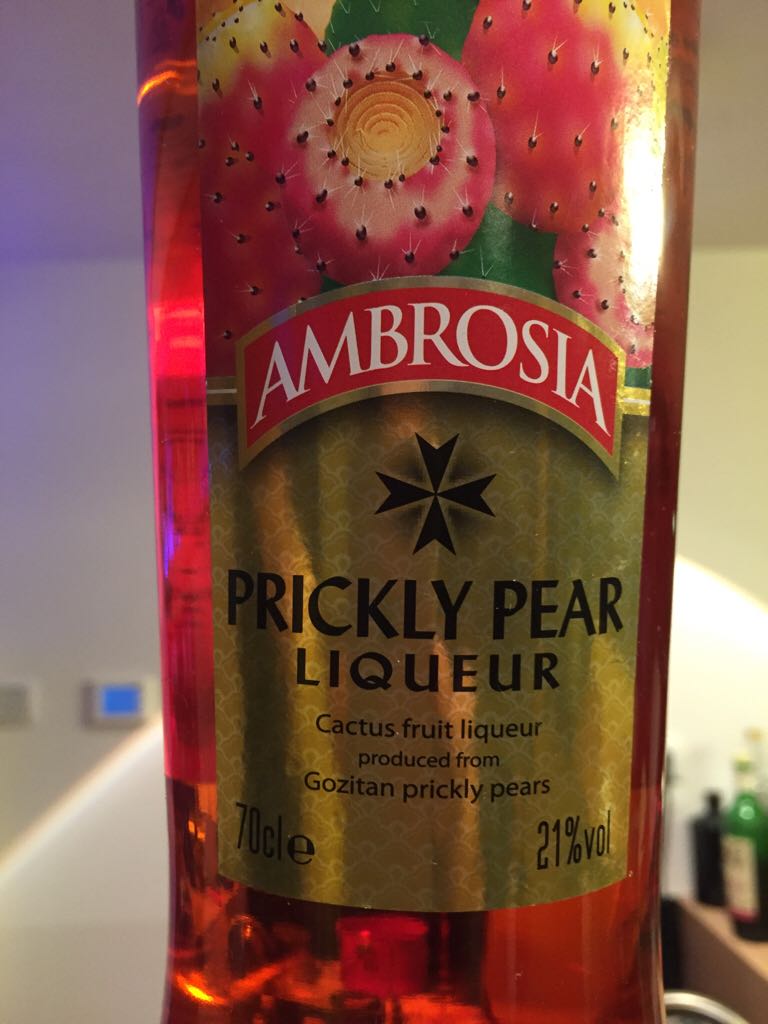 AMBROSIA
PRICKLY PEAR
LIQUEUR
Cactus fruit liqueur
produced from
Gozitan prickly pears
70cl e 21%vol